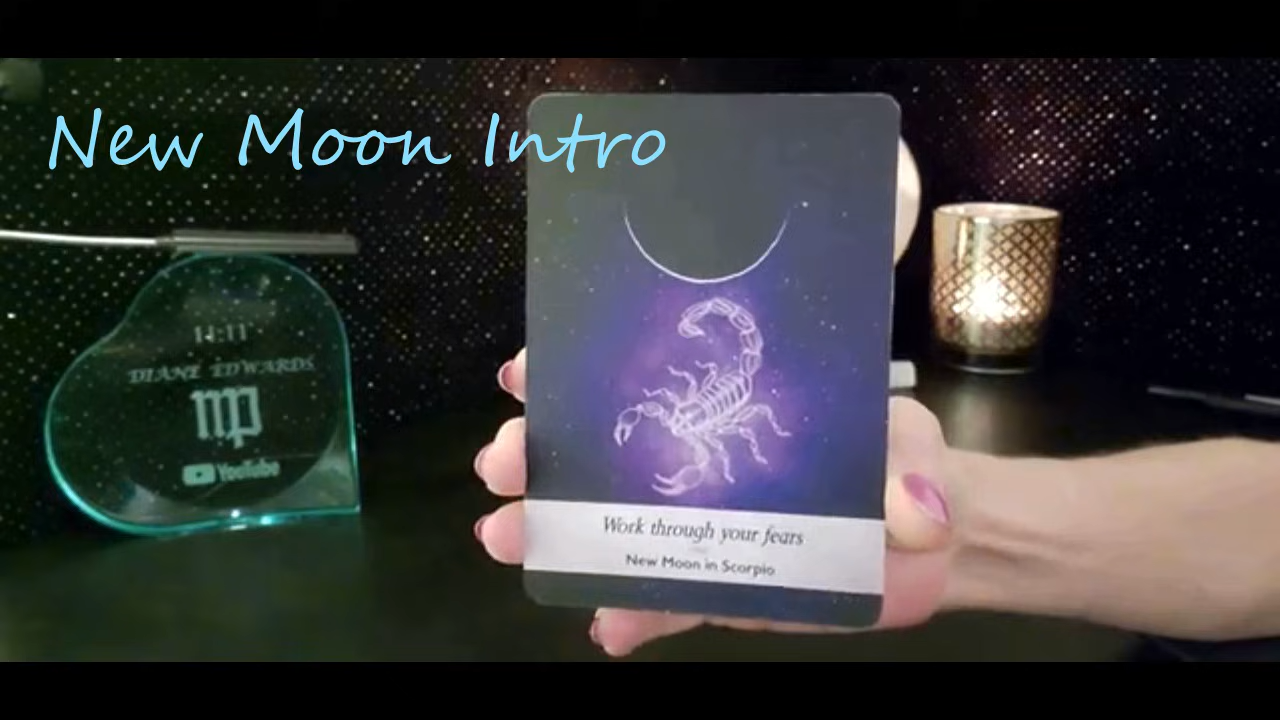 New Moon Intro
11:11
DIANE EDWARDS
YouTube
Work through your fears
New Moon in Scorpio